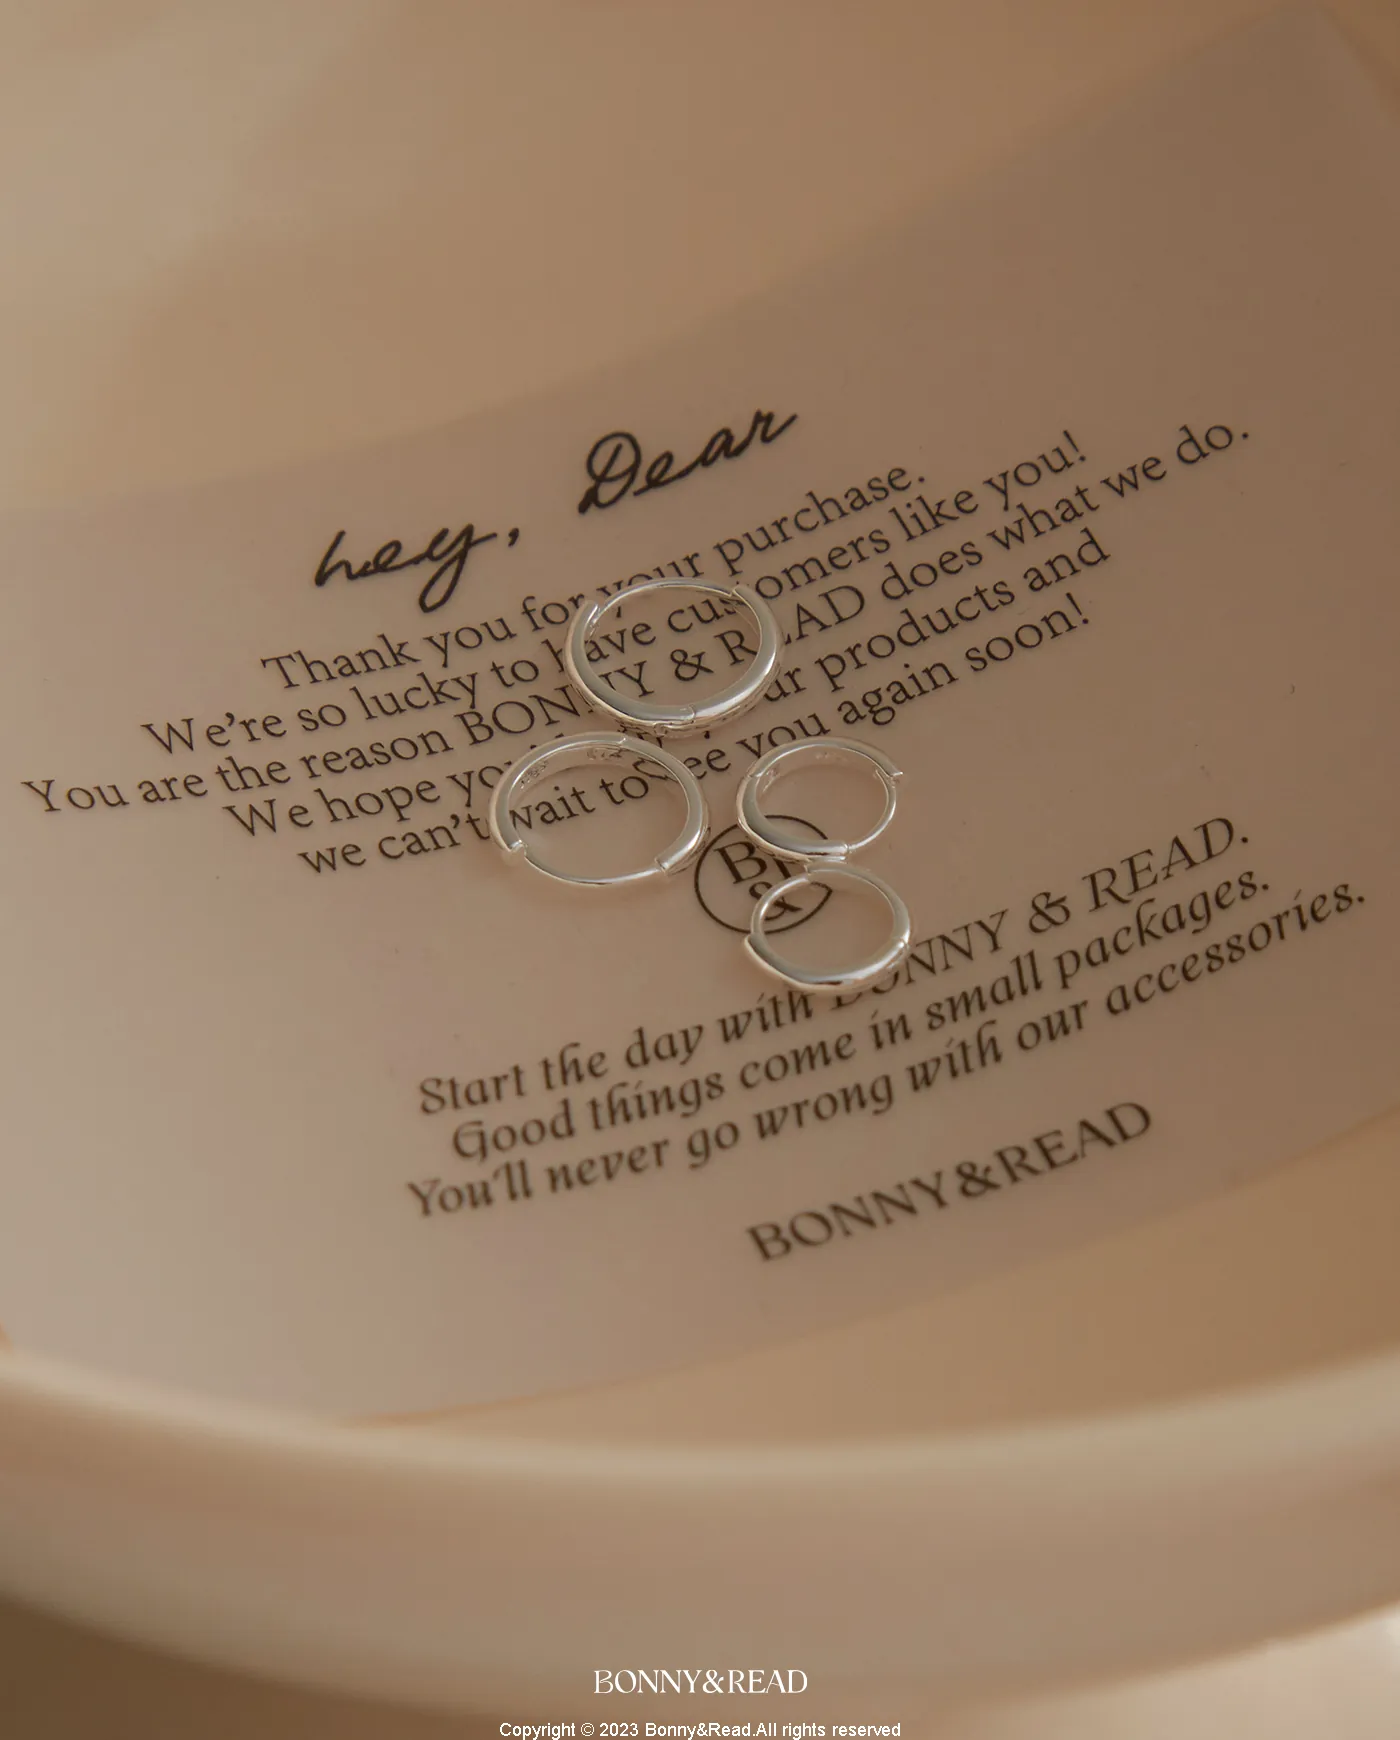 hey, Dear
Thank you for your purchase.
We're so lucky to have customers like you!
You are the reason BONNY & READ does what we do.
We hope you ur products and
we can't wait to see you again soon!
B &
Start the day with BONNY & READ.
Good things come in small packages.
You'll never go wrong with our accessories.
BONNY&READ
BONNY&READ
Copyright © 2023 Bonny&Read.All rights reserved